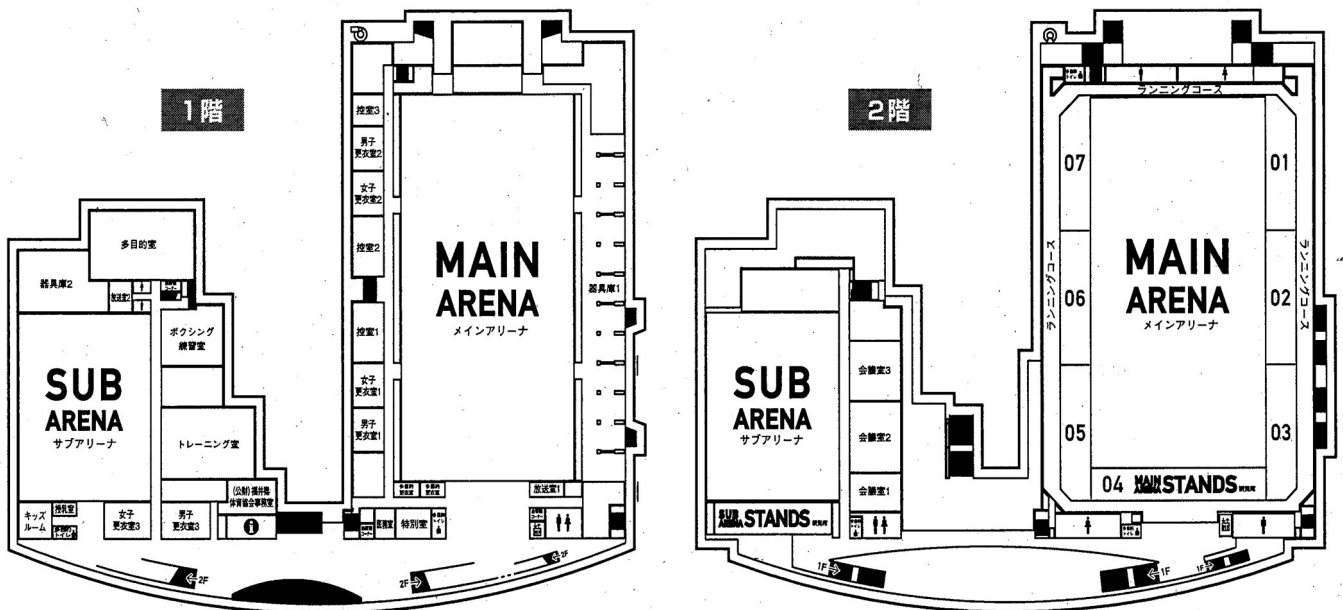 1階
控室3
男子
更衣室2
女子
更衣室2
控室2
控室1
女子
更衣室1
男子
更衣室1
MAIN
ARENA
メインアリーナ
器具庫1
多目的室
器具庫2
放送室2
ボクシング
練習室
SUB
ARENA
サブアリーナ
トレーニング室
(公財)福井県
体育協会事務室
キッズ
ルーム
授乳室
女子
更衣室3
男子
更衣室3
医務室
特別室
放送室1
2F
2F
2F
2階
ランニングコース
ランニングコース
ランニングコース
07
06
05
04
01
02
03
MAIN
ARENA
メインアリーナ
MAIN
ARENA
STANDS
観覧席
会議室3
会議室2
会議室1
SUB
ARENA
サブアリーナ
SUB
ARENA
STANDS
観覧席
1F
1F
1F